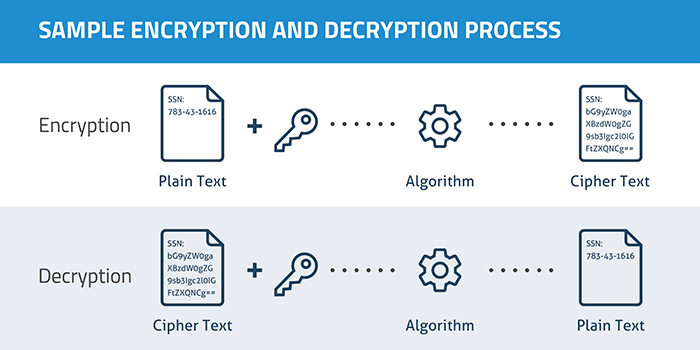 SAMPLE ENCRYPTION AND DECRYPTION PROCESS
Encryption
SSN:
783-43-1616
+
SSN:
bG9yZW0ga
XBzdW0gZG
9sb3Igc2l0IG
FtZXQNCg==
Plain Text
Algorithm
Cipher Text
Decryption
SSN:
bG9yZW0ga
XBzdW0gZG
9sb3Igc2l0IG
FtZXQNCg==
+
SSN:
783-43-1616
Cipher Text
Algorithm
Plain Text